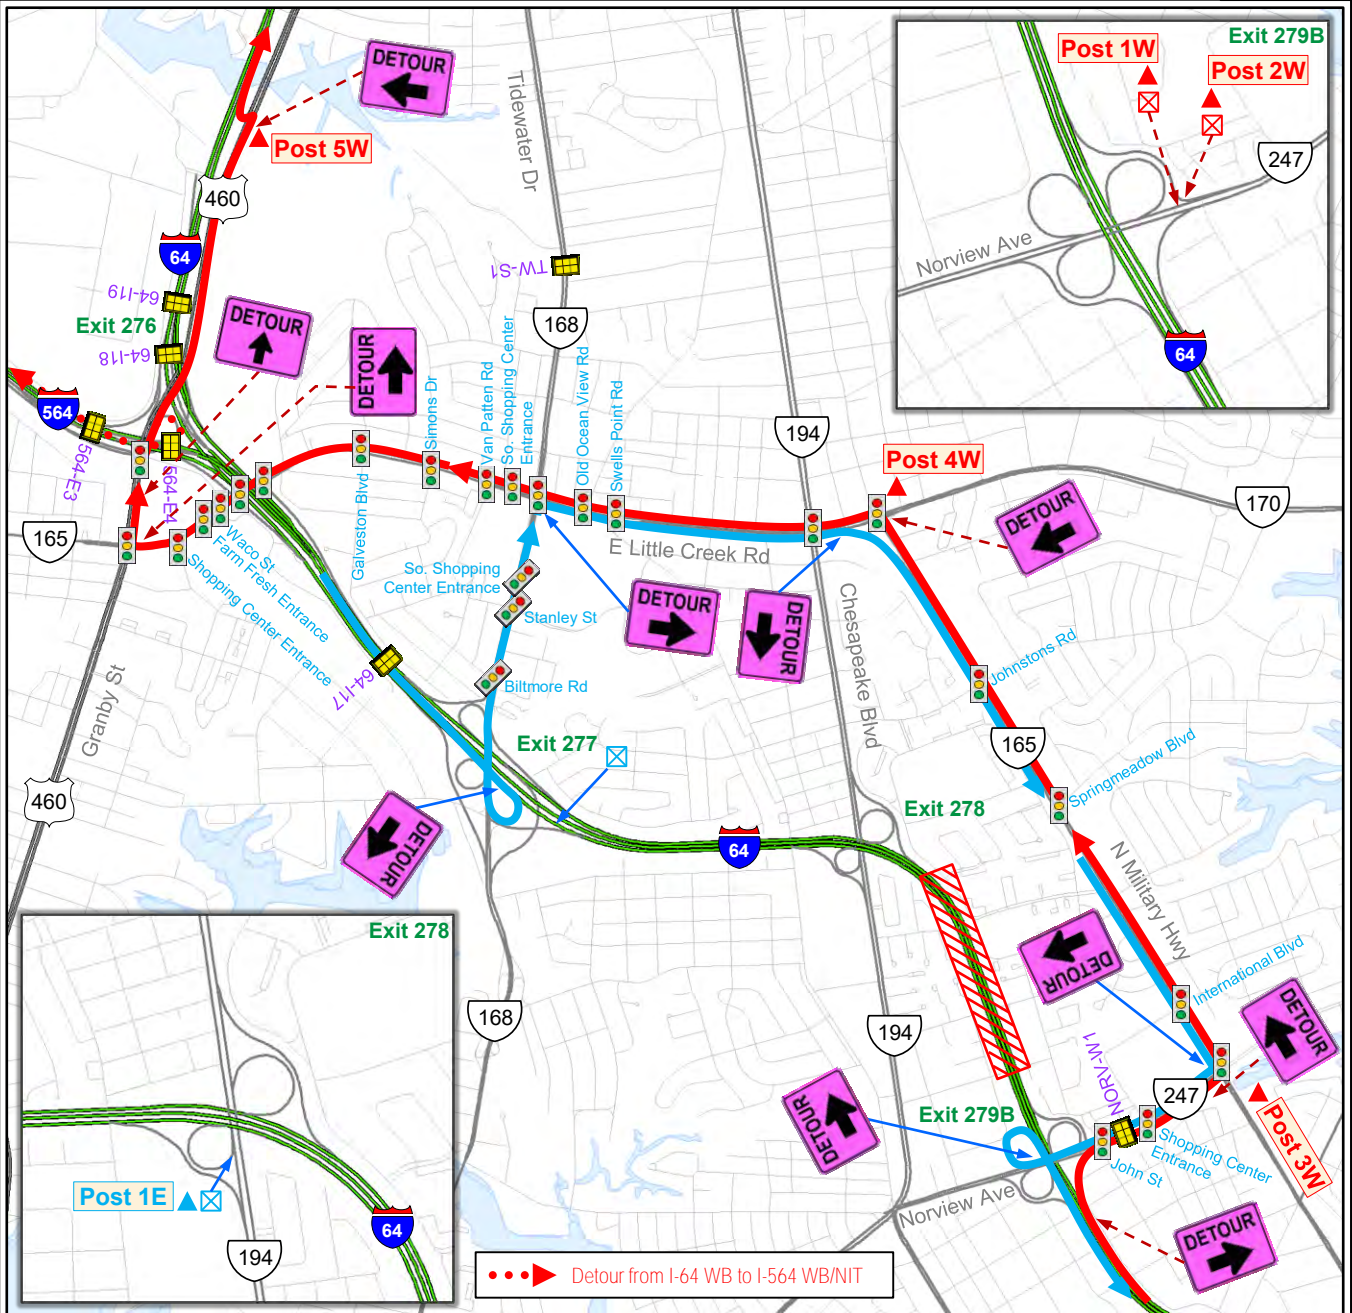 DETOUR
Post 5W
460
64
64-I19
Exit 276
64-I18
DETOUR
DETOUR
564
564-E3
564-E4
165
Tidewater Dr
TW-S1
168
Exit 279B
Post 1W
Post 2W
247
Norview Ave
64
194
Post 4W
170
DETOUR
Galveston Blvd
Simons Dr
Van Patten Rd
So. Shopping Center
Entrance
Old Ocean View Rd
Swells Point Rd
E Little Creek Rd
Waco St
Farm Fresh Entrance
Shopping Center Entrance
So. Shopping
Center Entrance
Stanley St
Biltmore Rd
DETOUR
DETOUR
Chesapeake Blvd
Johnstons Rd
165
Springmeadow Blvd
64-I17
Granby St
460
Exit 277
DETOUR
64
Exit 278
N Military Hwy
DETOUR
International Blvd
DETOUR
168
194
NORV-W1
247
Exit 279B
DETOUR
Shopping Center
Entrance
John St
Post 3W
Norview Ave
DETOUR
Exit 278
Post 1E
64
194
Detour from I-64 WB to I-564 WB/NIT